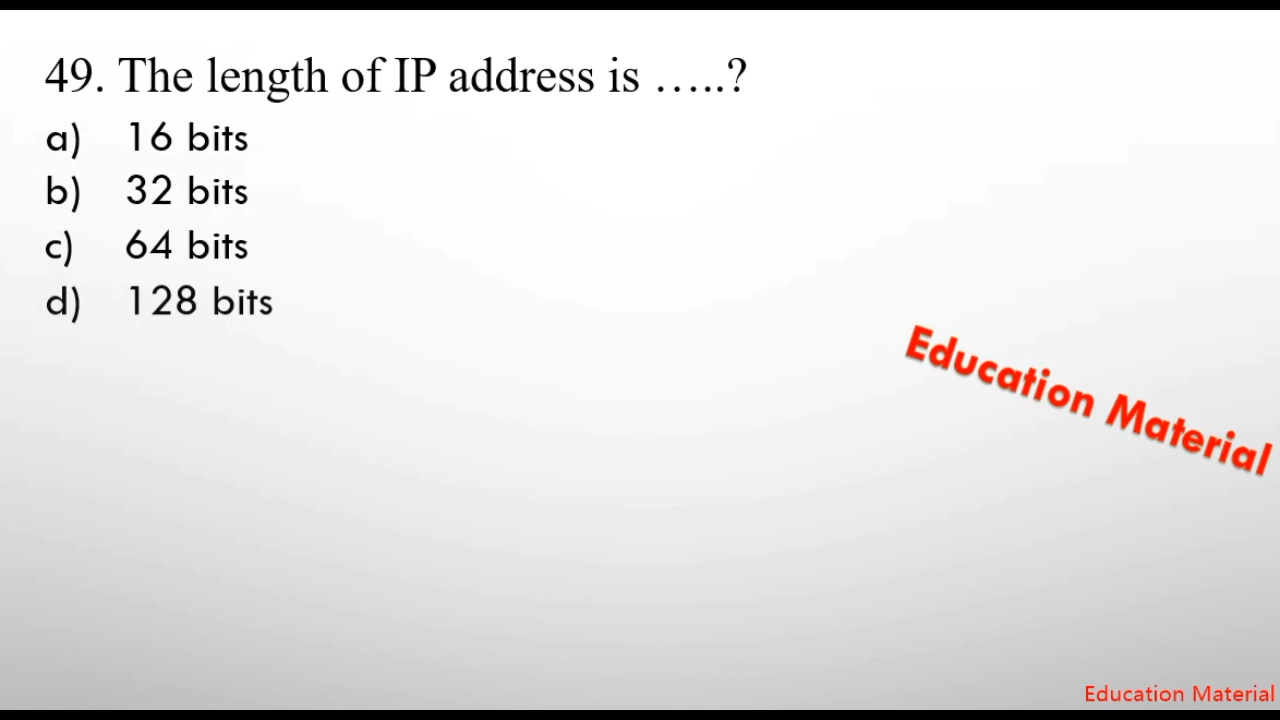 49. The length of IP address is …..?
a) 16 bits
b) 32 bits
c) 64 bits
d) 128 bits
Education Material
Education Material